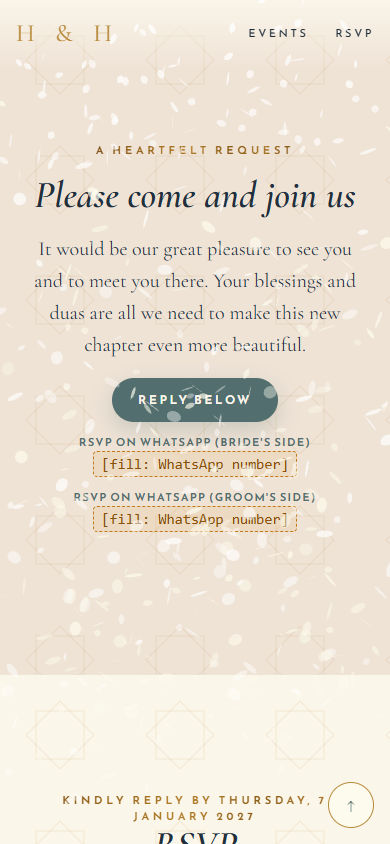 H & H
EVENTS
RSVP
A HEARTFELT REQUEST
Please come and join us
It would be our great pleasure to see you
and to meet you there. Your blessings and
duas are all we need to make this new
chapter even more beautiful.
REPLY BELOW
RSVP ON WHATSAPP (BRIDE'S SIDE)
[fill: WhatsApp number]
RSVP ON WHATSAPP (GROOM'S SIDE)
[fill: WhatsApp number]
KINDLY REPLY BY THURSDAY, 7
JANUARY 2027
RSVP
↑